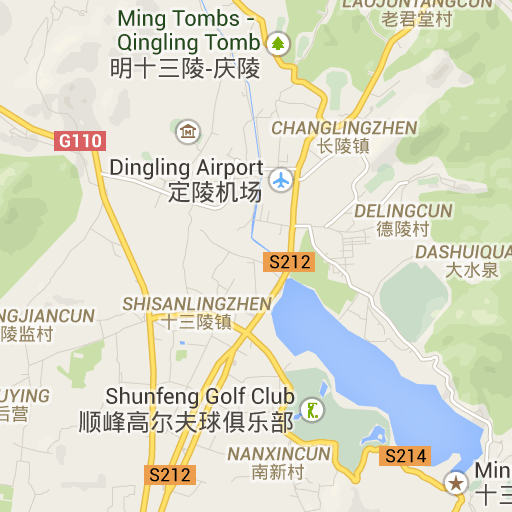 LAOJUNTANGCUN
老君堂村
Ming Tombs -
Qingling Tomb
明十三陵-庆陵
CHANGLINGZHEN
长陵镇
G110
Dingling Airport
定陵机场
DELINGCUN
德陵村
DASHUIQUA
大水泉
S212
SHISANLINGZHEN
十三陵镇
NGJIANCUN
陵监村
UYING
后营
Shunfeng Golf Club
顺峰高尔夫球俱乐部
NANXINCUN
南新村
S214
S212
Min
十三